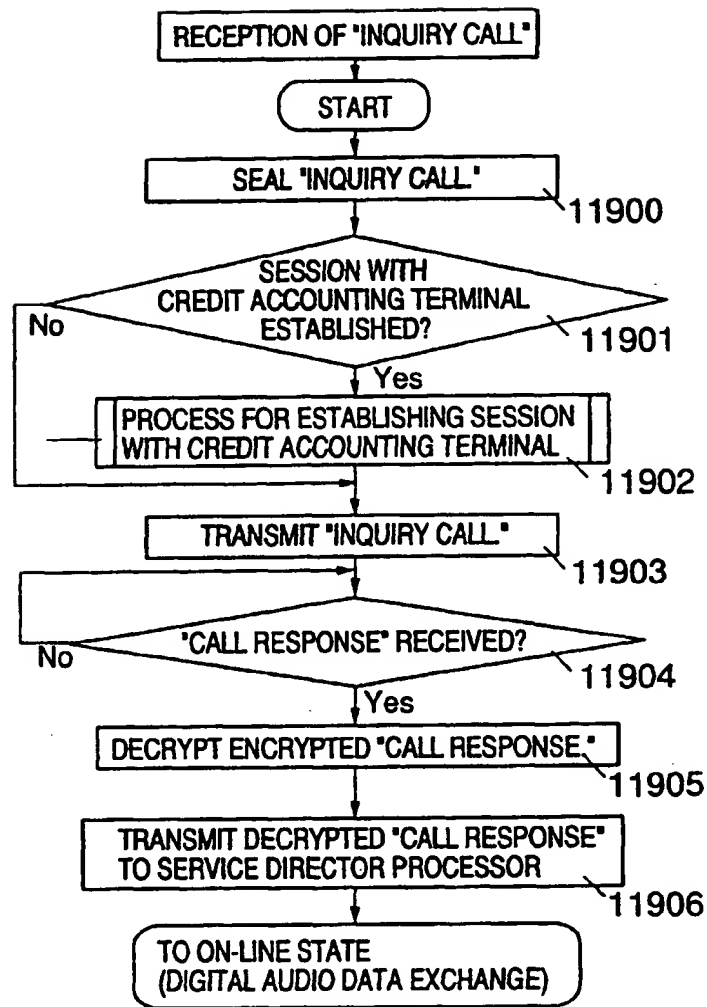 RECEPTION OF "INQUIRY CALL"
START
SEAL "INQUIRY CALL."
11900
SESSION WITH
CREDIT ACCOUNTING TERMINAL
ESTABLISHED?
No
11901
Yes
PROCESS FOR ESTABLISHING SESSION
WITH CREDIT ACCOUNTING TERMINAL
11902
TRANSMIT "INQUIRY CALL."
11903
"CALL RESPONSE" RECEIVED?
No
11904
Yes
DECRYPT ENCRYPTED "CALL RESPONSE."
11905
TRANSMIT DECRYPTED "CALL RESPONSE"
TO SERVICE DIRECTOR PROCESSOR
11906
TO ON-LINE STATE
(DIGITAL AUDIO DATA EXCHANGE)